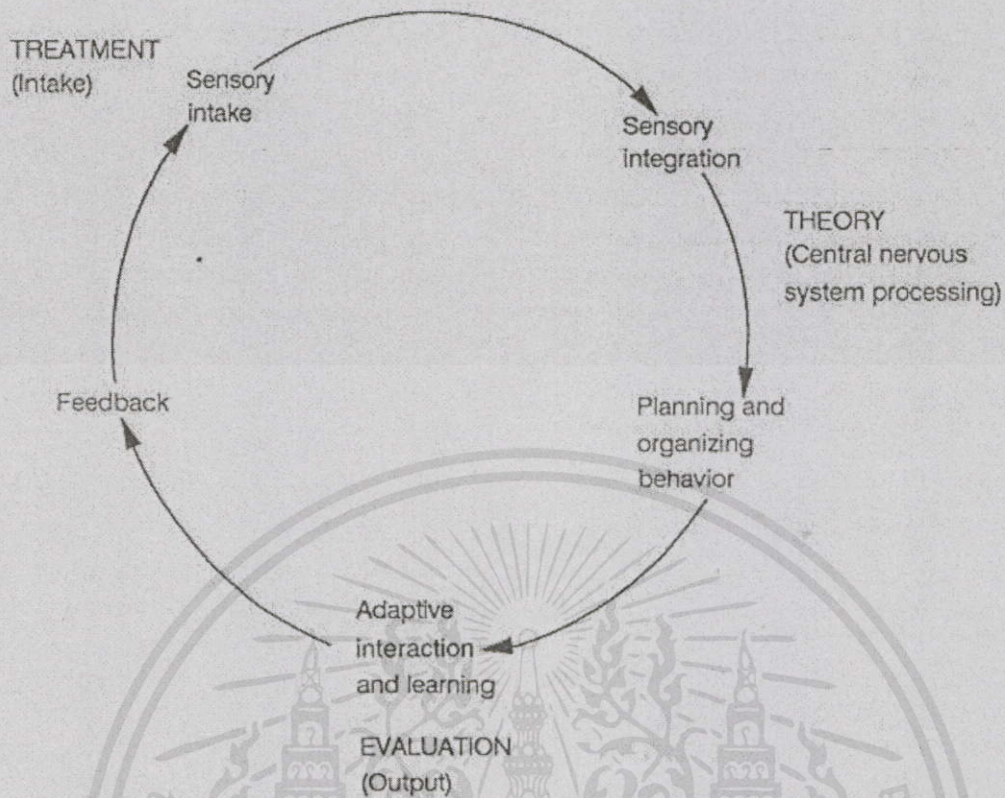 TREATMENT
(Intake)
Sensory
intake
Sensory
integration
THEORY
(Central nervous
system processing)
Planning and
organizing
behavior
Adaptive
interaction
and learning
EVALUATION
(Output)
Feedback